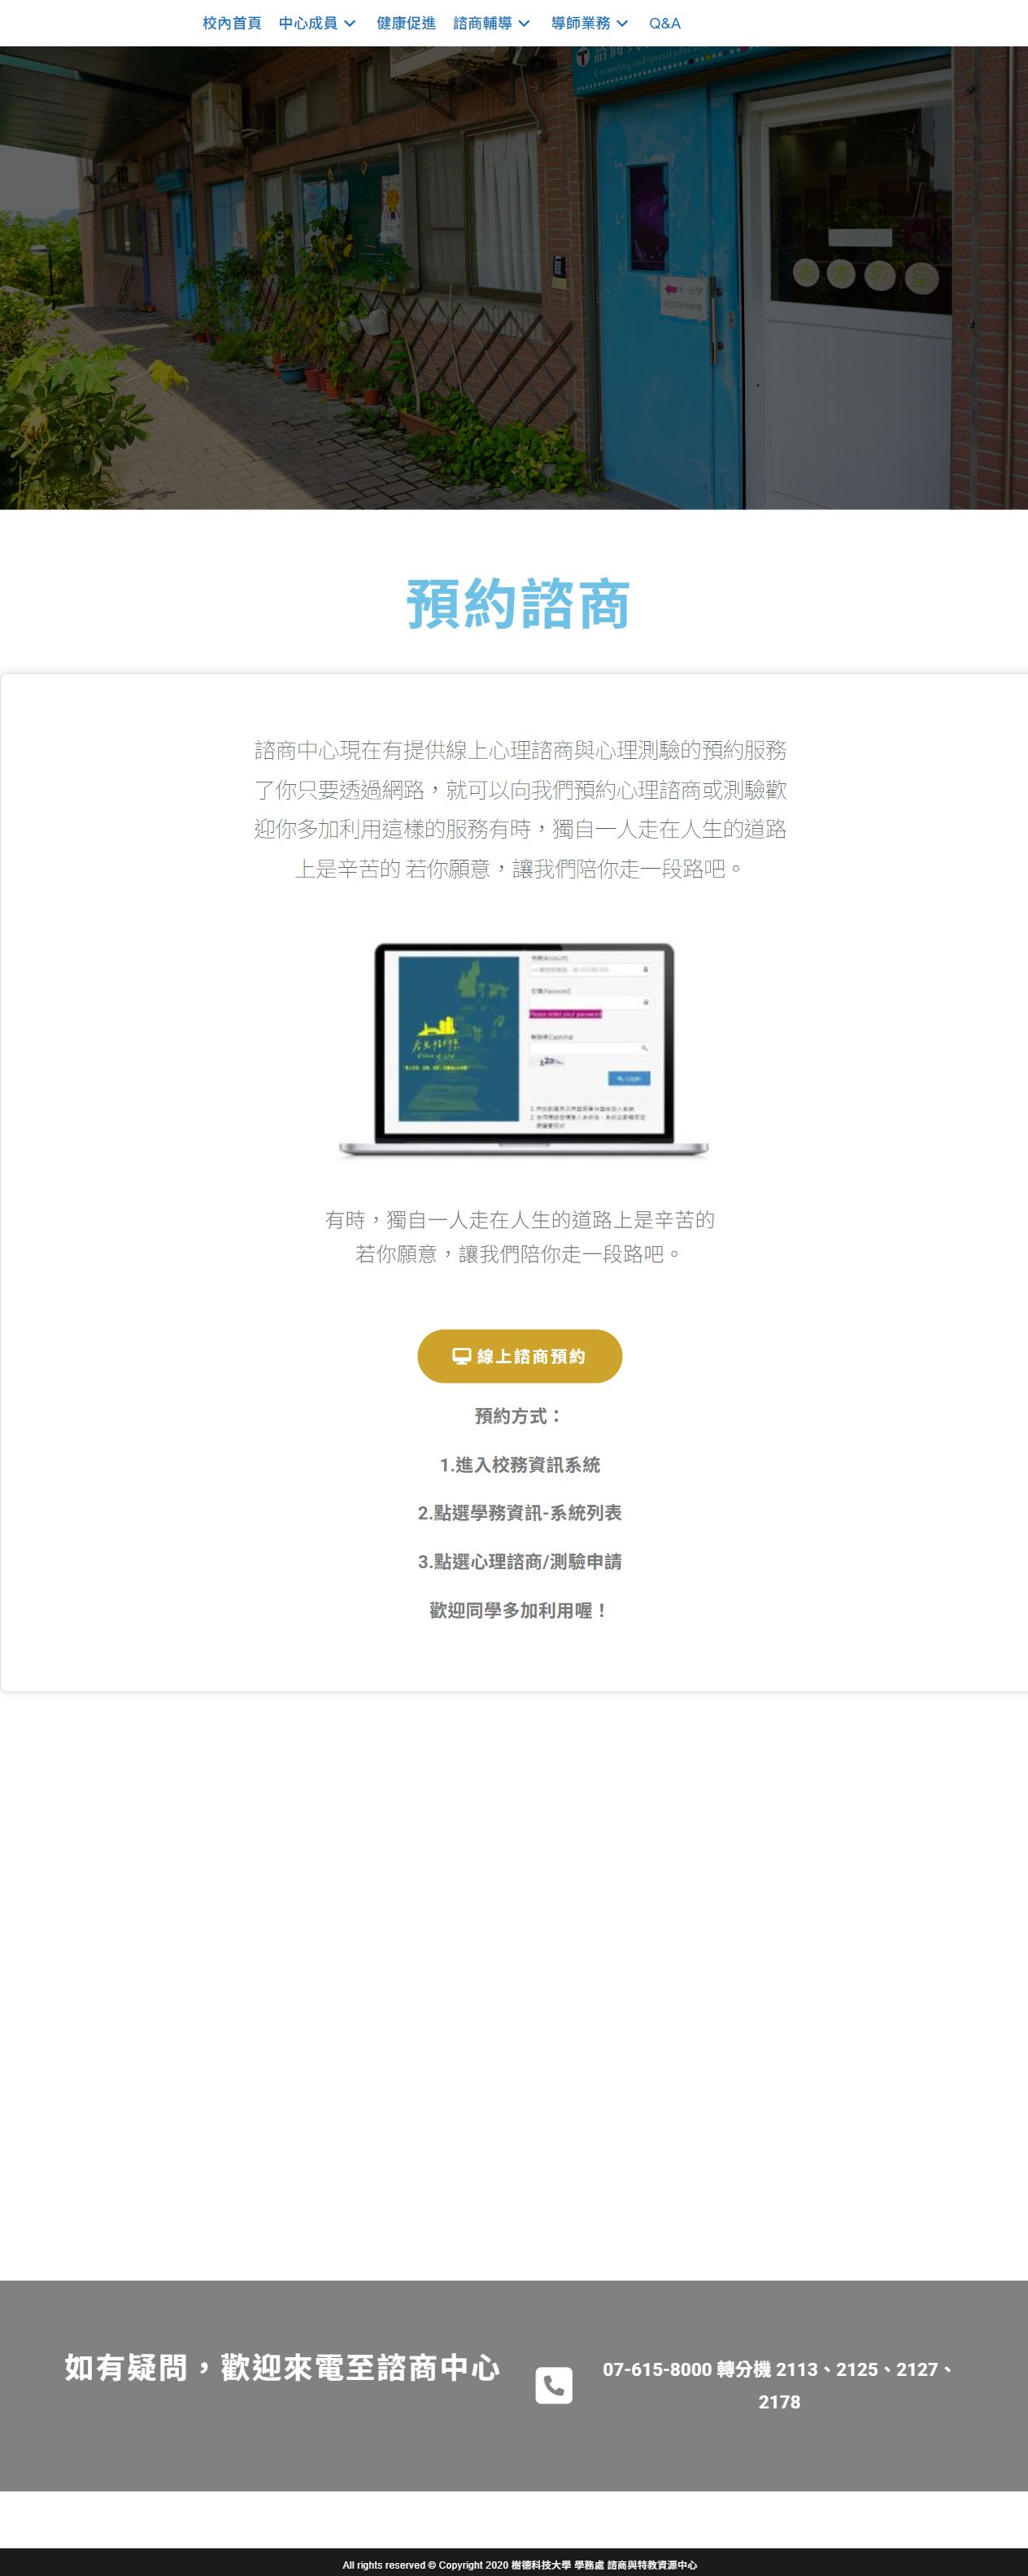 校內首頁 中心成員 健康促進 諮商輔導 導師業務 Q&A
預約諮商
諮商中心現在有提供線上心理諮商與心理測驗的預約服務
了你只要透過網路，就可以向我們預約心理諮商或測驗歡
迎你多加利用這樣的服務有時，獨自一人走在人生的道路
上是辛苦的 若你願意，讓我們陪你走一段路吧。
密碼(Password)
Please enter your password
驗證碼(Captcha)
Login
有時，獨自一人走在人生的道路上是辛苦的
若你願意，讓我們陪你走一段路吧。
線上諮商預約
預約方式：
1.進入校務資訊系統
2.點選學務資訊-系統列表
3.點選心理諮商/測驗申請
歡迎同學多加利用喔！
如有疑問，歡迎來電至諮商中心
07-615-8000 轉分機 2113、2125、2127、
2178
All rights reserved © Copyright 2020 樹德科技大學 學務處 諮商與特教資源中心